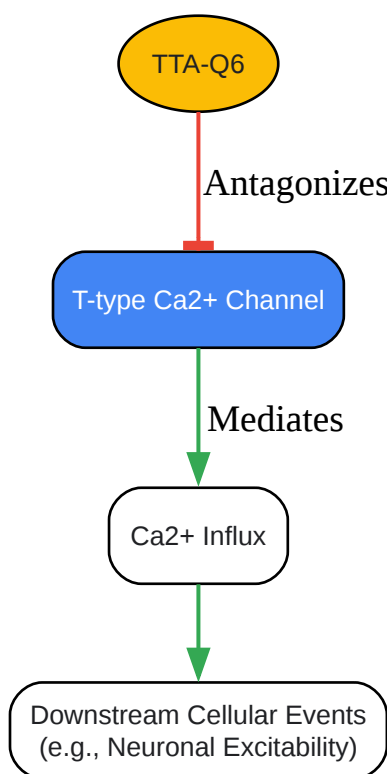 TTA-Q6
Antagonizes
T-type Ca2+ Channel
Mediates
Ca2+ Influx
Downstream Cellular Events
(e.g., Neuronal Excitability)